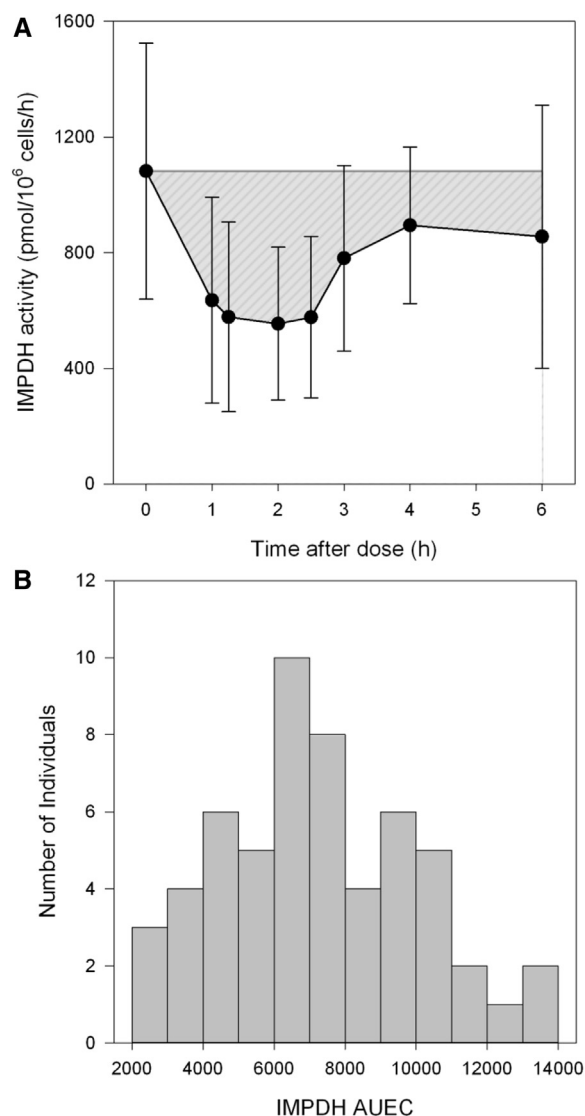 A
1600
1200
800
400
0
IMPDH activity (pmol/10⁶ cells/h)
0 1 2 3 4 5 6
Time after dose (h)
B
12
10
8
6
4
2
0
Number of Individuals
2000 4000 6000 8000 10000 12000 14000
IMPDH AUEC